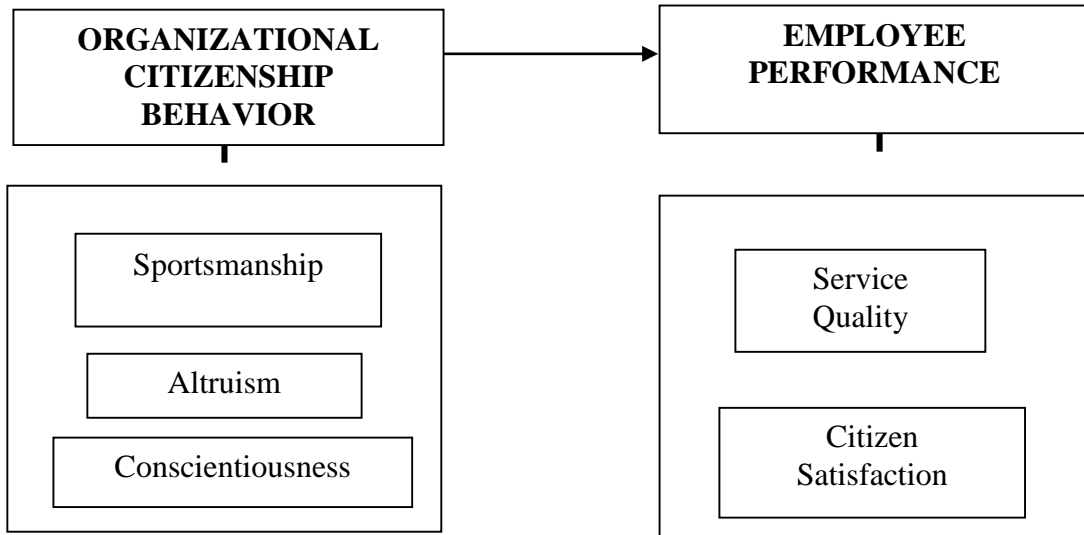 ORGANIZATIONAL
CITIZENSHIP
BEHAVIOR
EMPLOYEE
PERFORMANCE
Sportsmanship
Altruism
Conscientiousness
Service
Quality
Citizen
Satisfaction